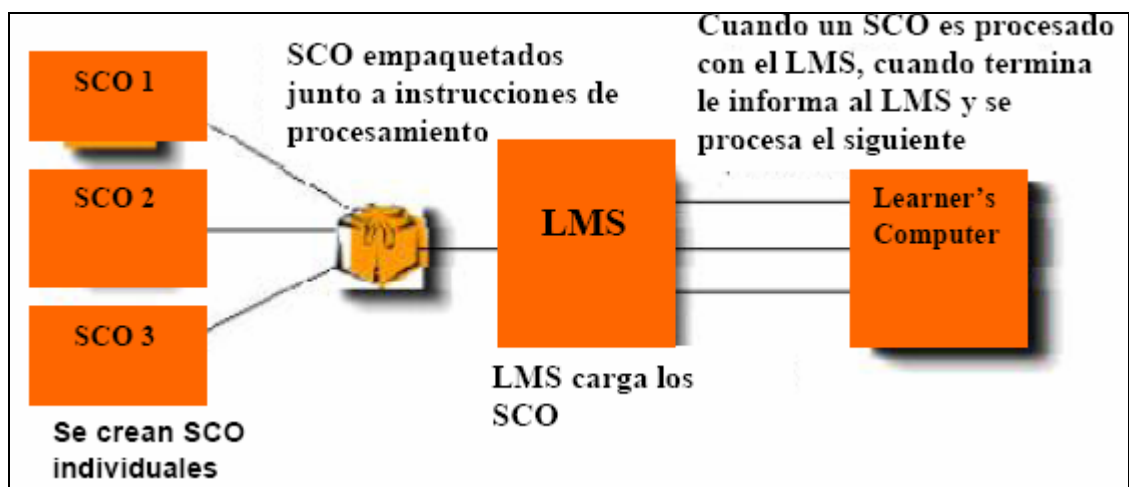 SCO 1
SCO 2
SCO 3
Se crean SCO
individuales
SCO empaquetados
junto a instrucciones de
procesamiento
LMS
LMS carga los
SCO
Cuando un SCO es procesado
con el LMS, cuando termina
le informa al LMS y se
procesa el siguiente
Learner's
Computer